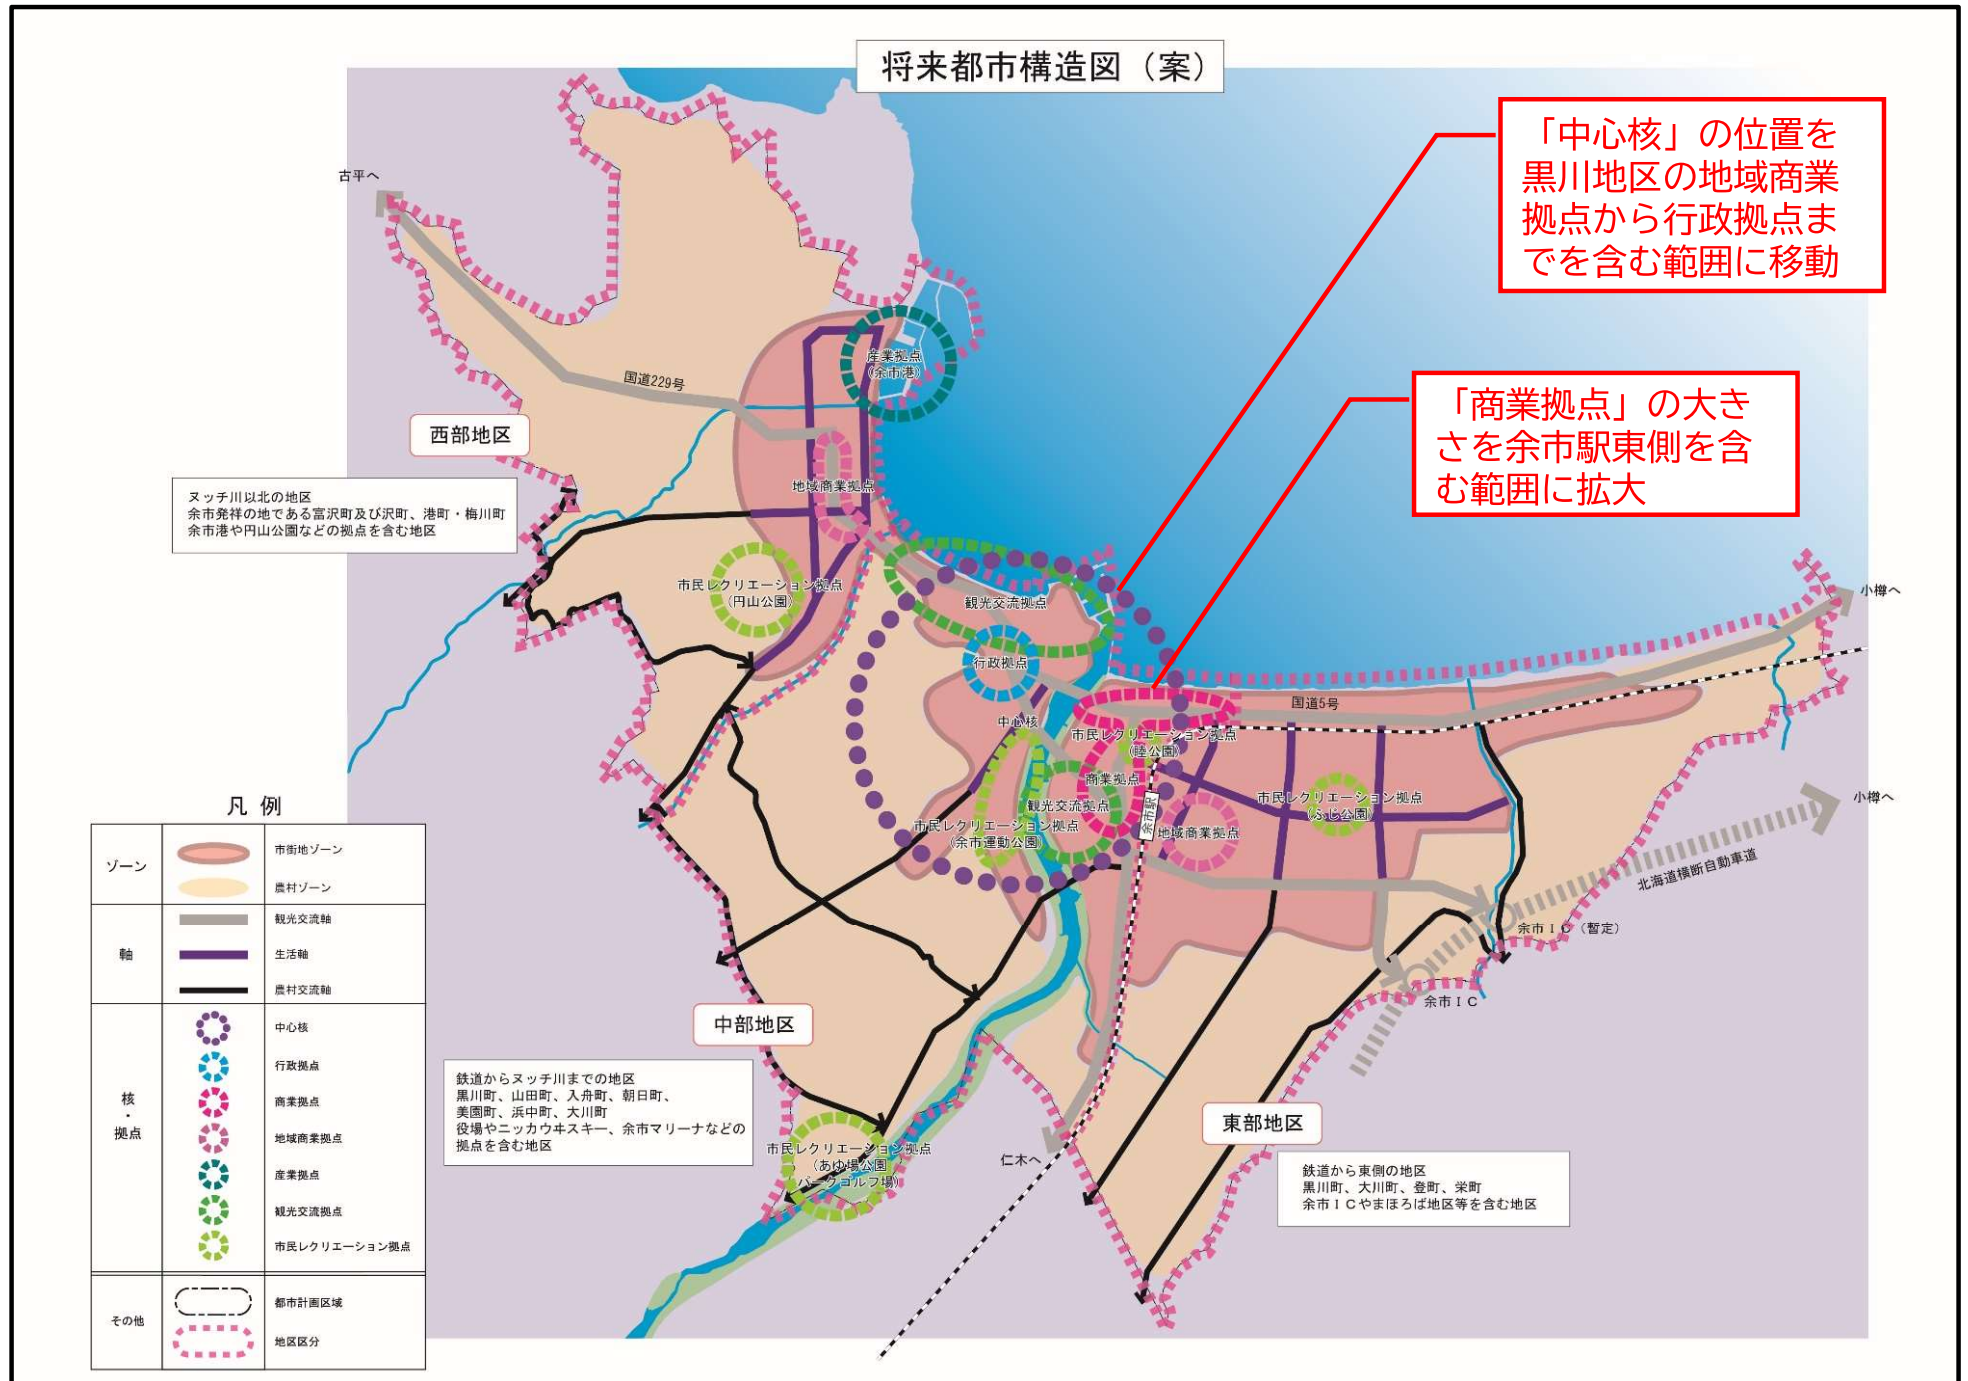 将来都市構造図（案）
「中心核」の位置を
黒川地区の地域商業
拠点から行政拠点ま
でを含む範囲に移動
「商業拠点」の大き
さを余市駅東側を含
む範囲に拡大
古平へ
国道229号
産業拠点
（余市港）
西部地区
ヌッチ川以北の地区
余市発祥の地である富沢町及び沢町、港町・梅川町
余市港や円山公園などの拠点を含む地区
地域商業拠点
市民レクリエーション拠点
（円山公園）
観光交流拠点
行政拠点
中心核
小樽へ
国道5号
市民レクリエーション拠点
（睦公園）
商業拠点
観光交流拠点
市民レクリエーション拠点
（余市運動公園）
余市駅
地域商業拠点
市民レクリエーション拠点
（ふじ公園）
小樽へ
北海道横断自動車道
余市ＩＣ（暫定）
余市ＩＣ
中部地区
鉄道からヌッチ川までの地区
黒川町、山田町、入舟町、朝日町、
美園町、浜中町、大川町
役場やニッカウヰスキー、余市マリーナなどの
拠点を含む地区
市民レクリエーション拠点
（あゆ場公園
パークゴルフ場）
仁木へ
東部地区
鉄道から東側の地区
黒川町、大川町、登町、栄町
余市ＩＣやまほろば地区等を含む地区
凡 例
ゾーン
市街地ゾーン
農村ゾーン
軸
観光交流軸
生活軸
農村交流軸
核・拠点
中心核
行政拠点
商業拠点
地域商業拠点
産業拠点
観光交流拠点
市民レクリエーション拠点
その他
都市計画区域
地区区分